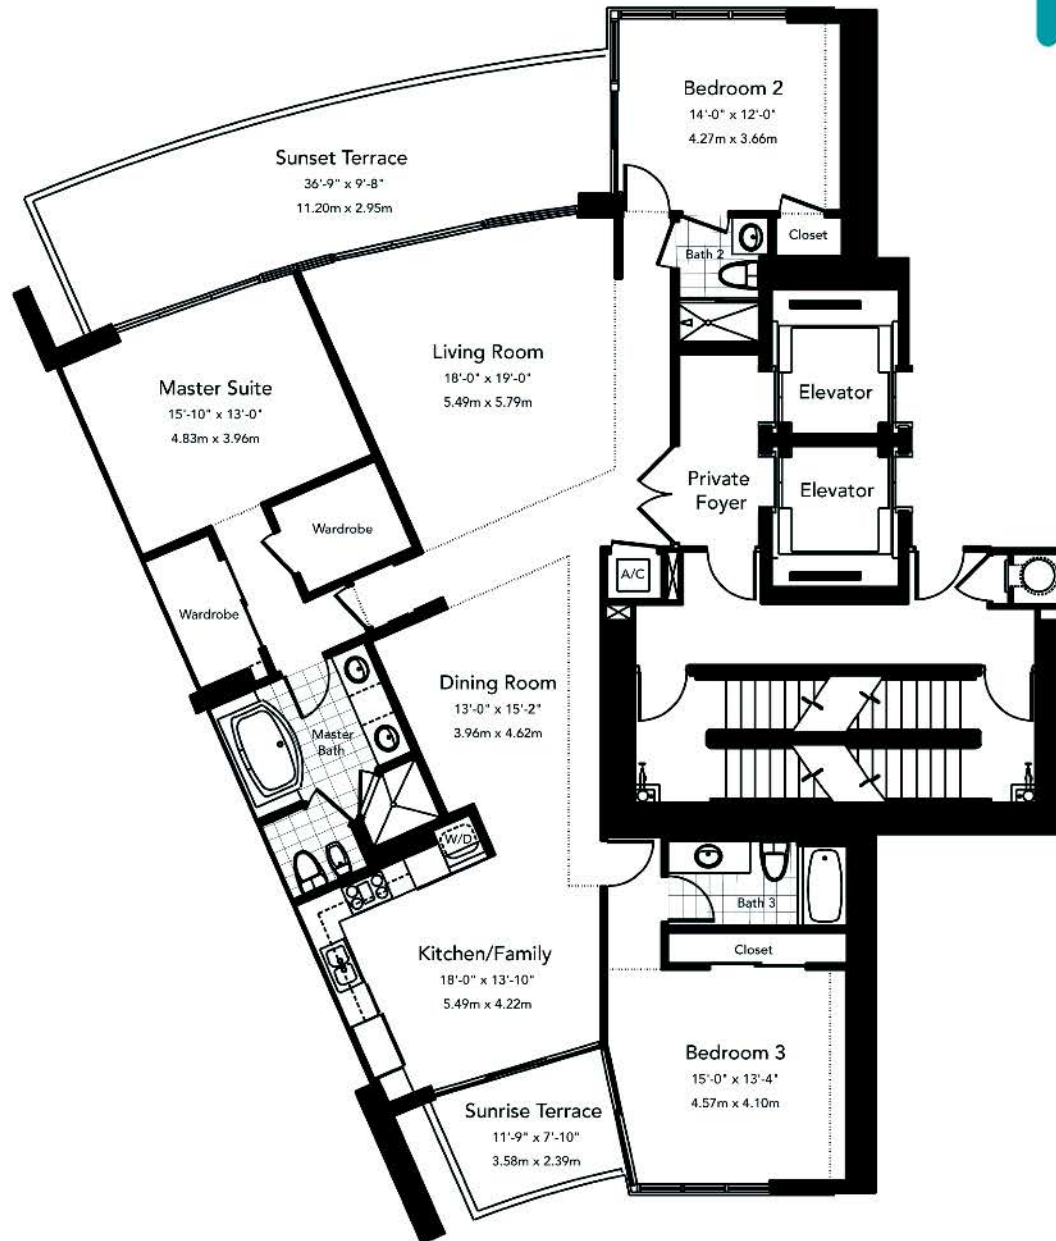 Bedroom 2
14'-0" x 12'-0"
4.27m x 3.66m
Sunset Terrace
36'-9" x 9'-8"
11.20m x 2.95m
Closet
Bath 2
Living Room
18'-0" x 19'-0"
5.49m x 5.79m
Master Suite
15'-10" x 13'-0"
4.83m x 3.96m
Elevator
Private
Foyer
Elevator
Wardrobe
A/C
Wardrobe
Dining Room
13'-0" x 15'-2"
3.96m x 4.62m
Master
Bath
W/D
Bath 3
Closet
Kitchen/Family
18'-0" x 13'-10"
5.49m x 4.22m
Bedroom 3
15'-0" x 13'-4"
4.57m x 4.10m
Sunrise Terrace
11'-9" x 7'-10"
3.58m x 2.39m